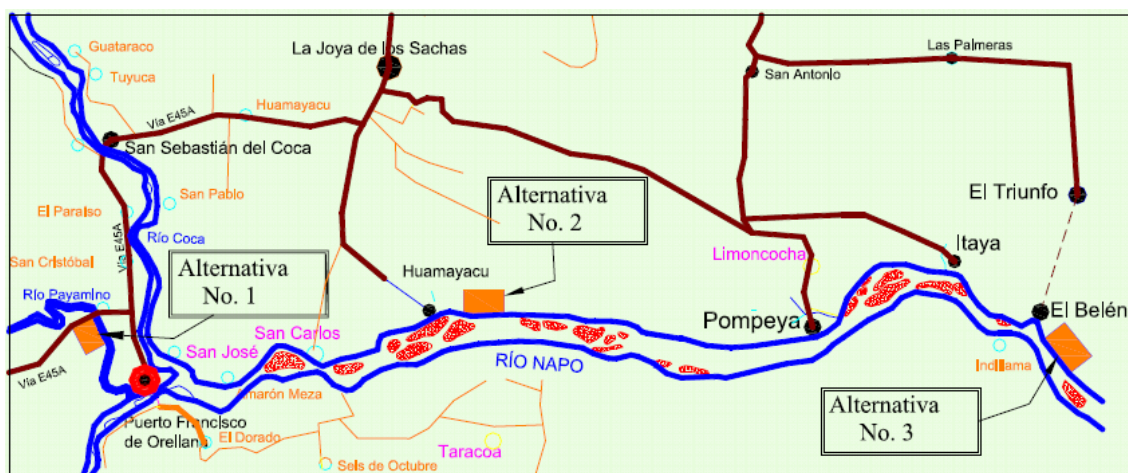 Guataraco
Tuyuca
La Joya de los Sachas
Las Palmeras
San Antonio
Vía E45A
Huamayacu
San Sebastián del Coca
San Pablo
El Triunfo
El Paraíso
Alternativa
No. 2
Río Coca
Vía E45A
Limoncocha
Itaya
San Cristóbal
Alternativa
No. 1
Huamayacu
Río Payamino
El Belén
Pompeya
San Carlos
San José
RÍO NAPO
Indillama
Vía E45A
Amarón Meza
Puerto Francisco
de Orellana
El Dorado
Alternativa
No. 3
Taracoa
Seis de Octubre